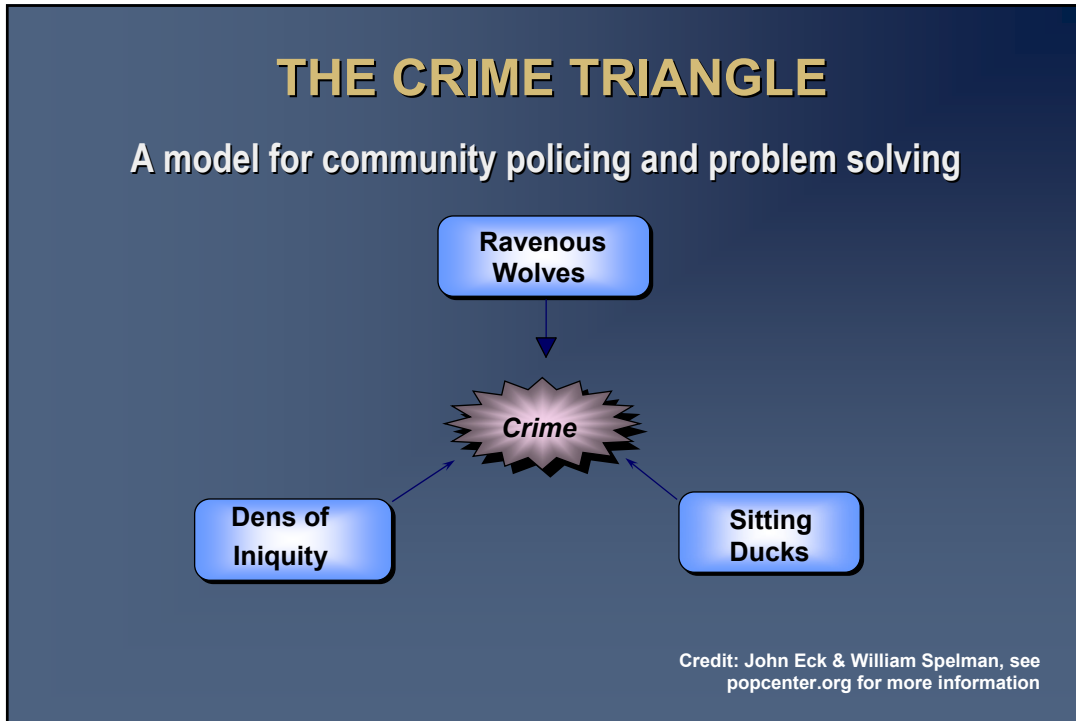 THE CRIME TRIANGLE
A model for community policing and problem solving
Ravenous
Wolves
Crime
Dens of
Iniquity
Sitting
Ducks
Credit: John Eck & William Spelman, see
popcenter.org for more information